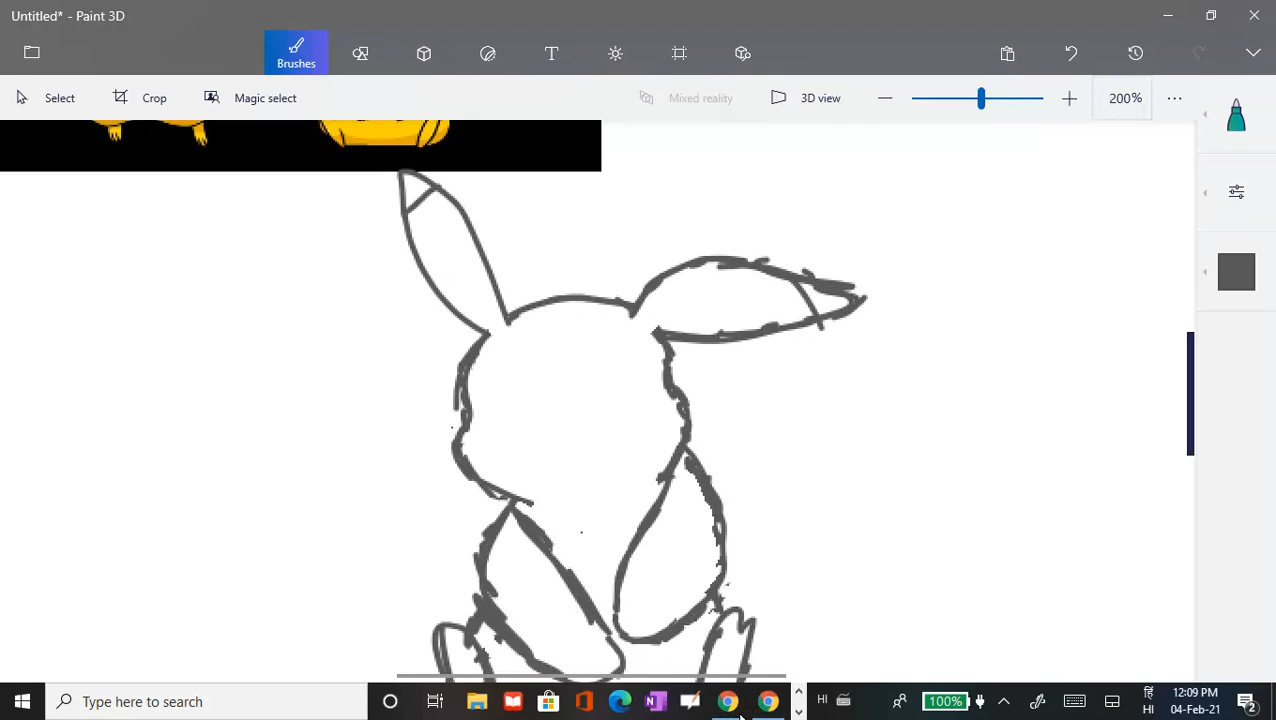 Untitled* - Paint 3D
Brushes
Select
Crop
Magic select
Mixed reality
3D view
200%
Type here to search
100%
HI
हि
12:09 PM
04-Feb-21
2